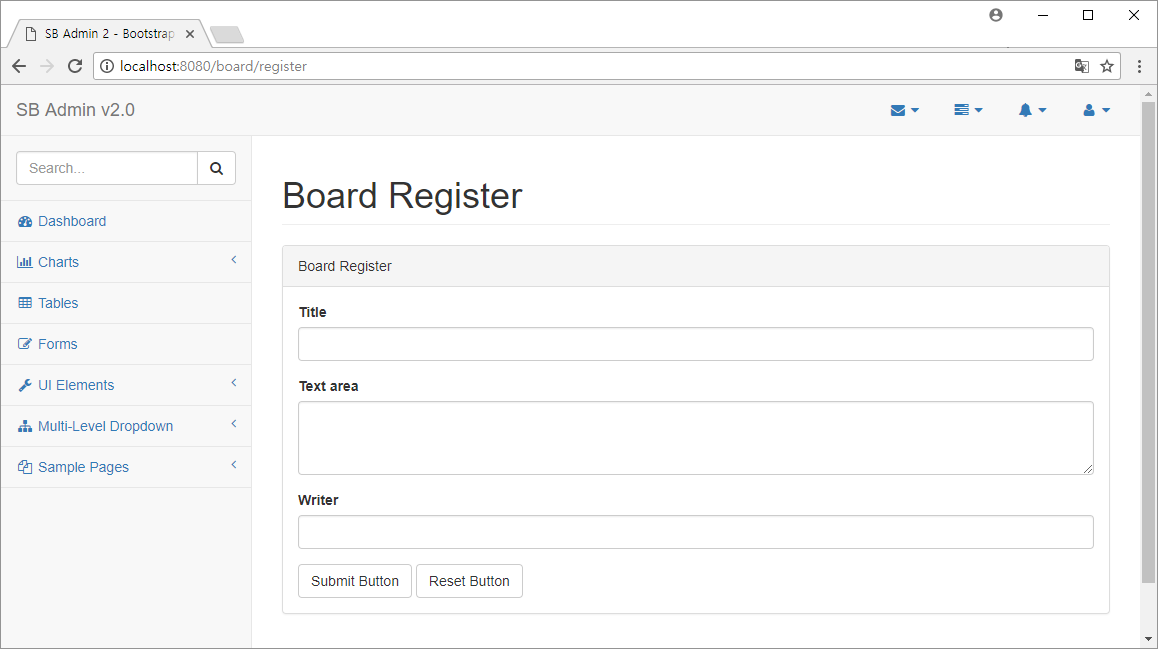 SB Admin 2 - Bootstrap
localhost:8080/board/register
SB Admin v2.0
Search...
Dashboard
Charts
Tables
Forms
UI Elements
Multi-Level Dropdown
Sample Pages
Board Register
Board Register
Title
Text area
Writer
Submit Button Reset Button